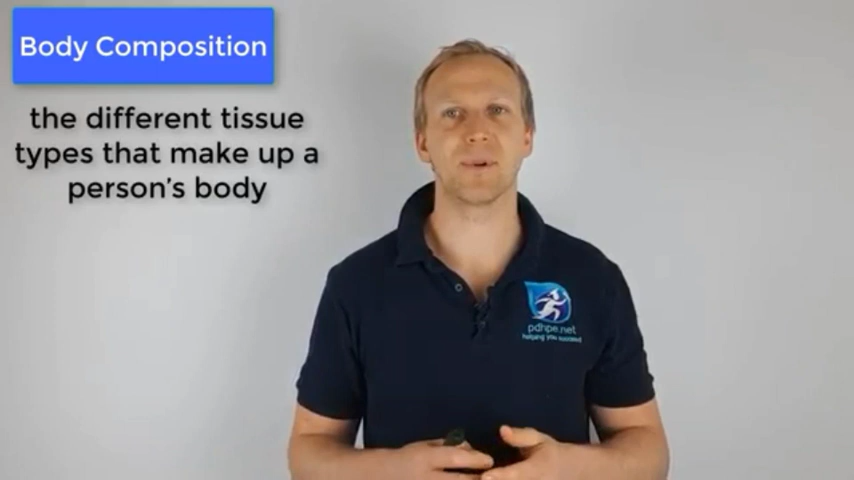 Body Composition
the different tissue
types that make up a
person's body
pdhpe.net
helping you succeed